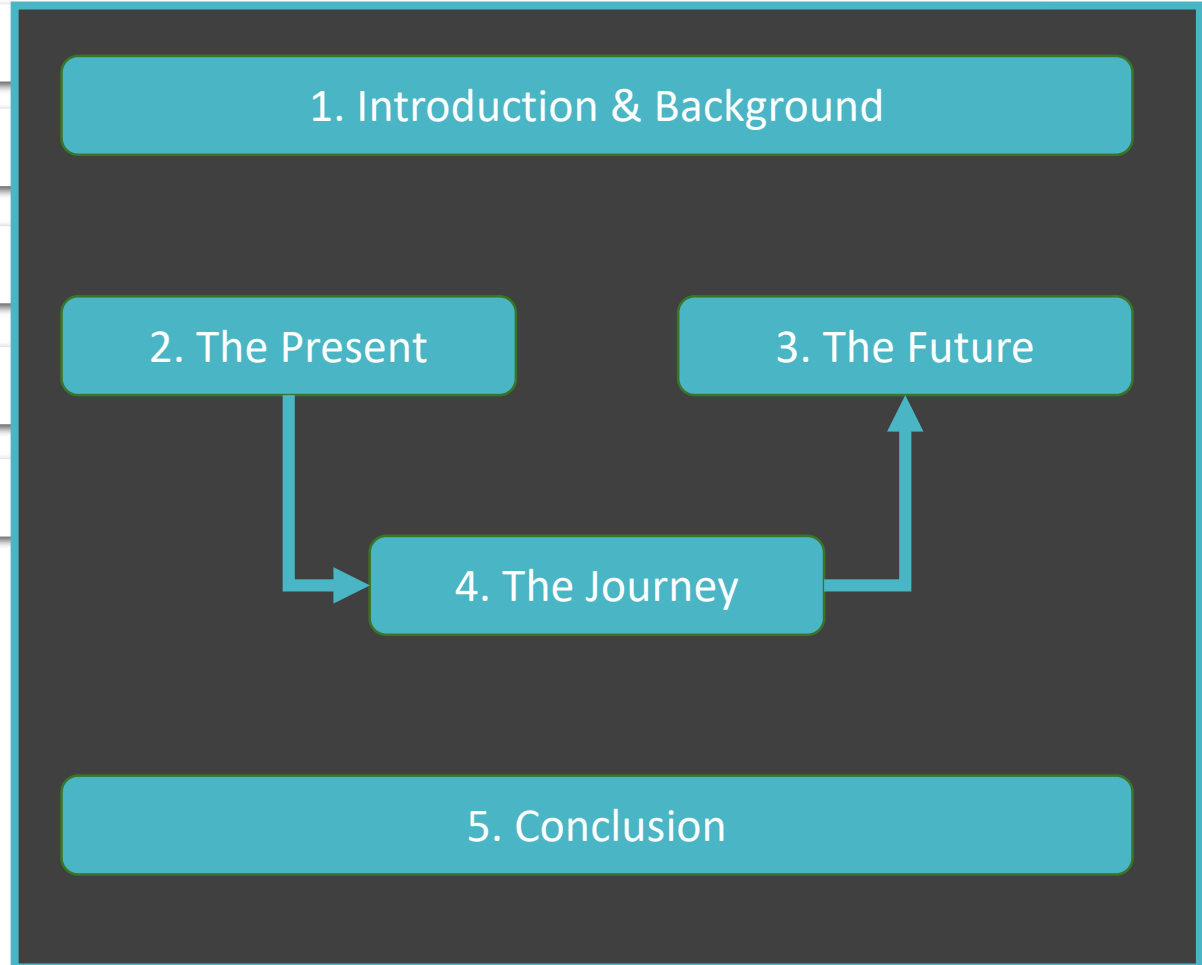 1. Introduction & Background
2. The Present
3. The Future
4. The Journey
5. Conclusion